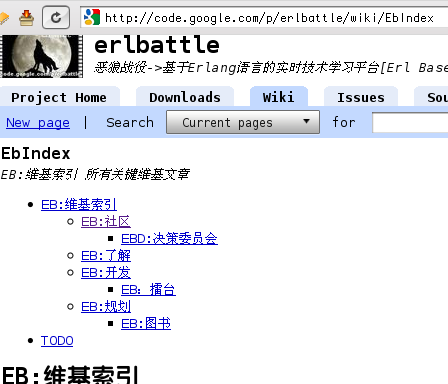 http://code.google.com/p/erlbattle/wiki/EbIndex
erlbattle
恶狼战役->基于Erlang语言的实时技术学习平台[Erl Base
Project Home Downloads Wiki Issues Sou
New page | Search Current pages for
EbIndex
EB:维基索引 所有关键维基文章
EB:维基索引
EB:社区
EBD:决策委员会
EB:了解
EB:开发
EB: 擂台
EB:规划
EB:图书
TODO
EB:维基索引